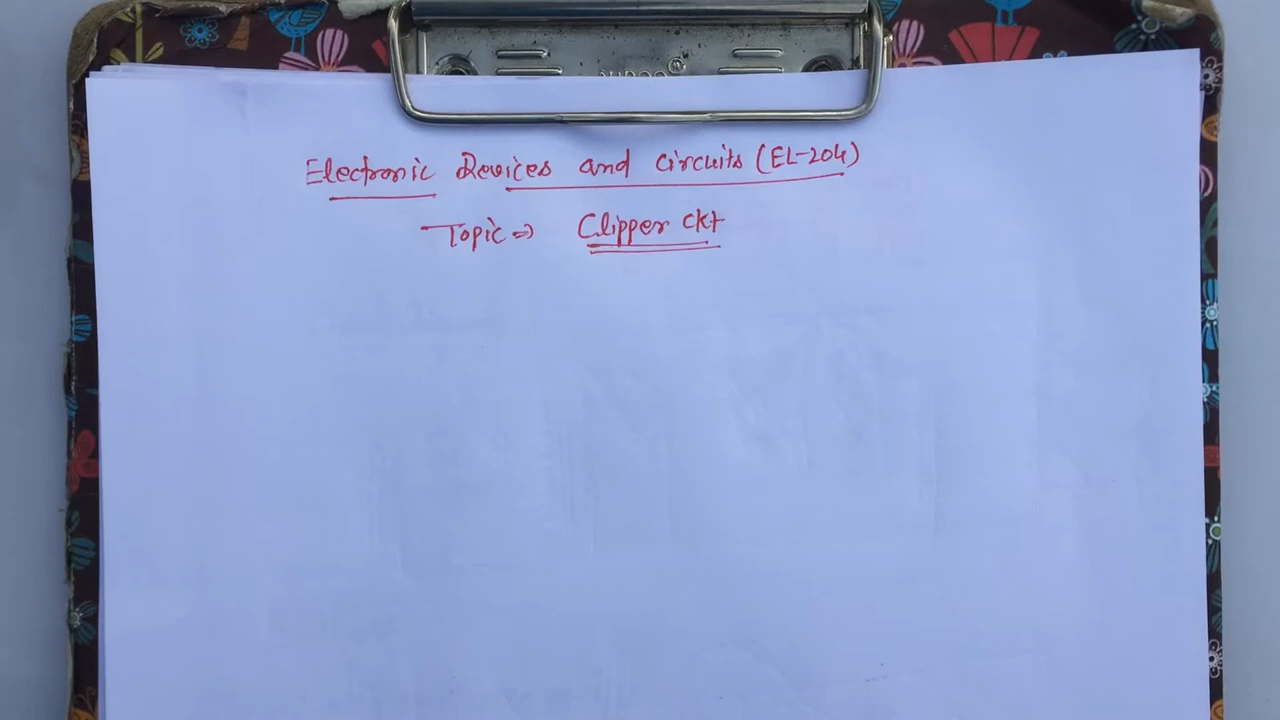 Electronic Devices and Circuits (EL-204)
Topic ⇒ Clipper ckt